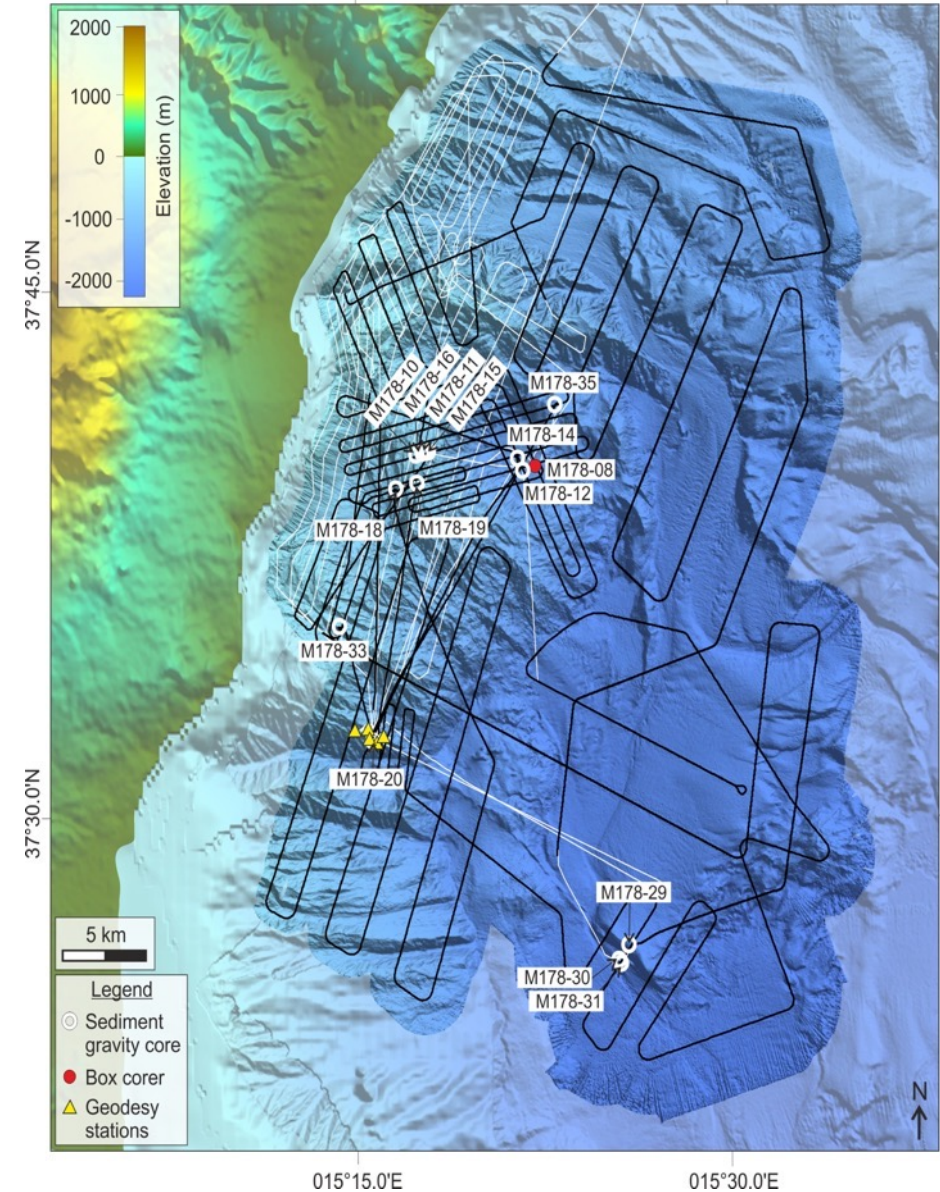 2000
1000
0
-1000
-2000
Elevation (m)
37°45.0'N
37°30.0'N
M178-10
M178-16
M178-11
M178-15
M178-35
M178-14
M178-08
M178-12
M178-18
M178-19
M178-33
M178-20
M178-29
M178-30
M178-31
5 km
Legend
Sediment
gravity core
Box corer
Geodesy
stations
N
015°15.0'E
015°30.0'E